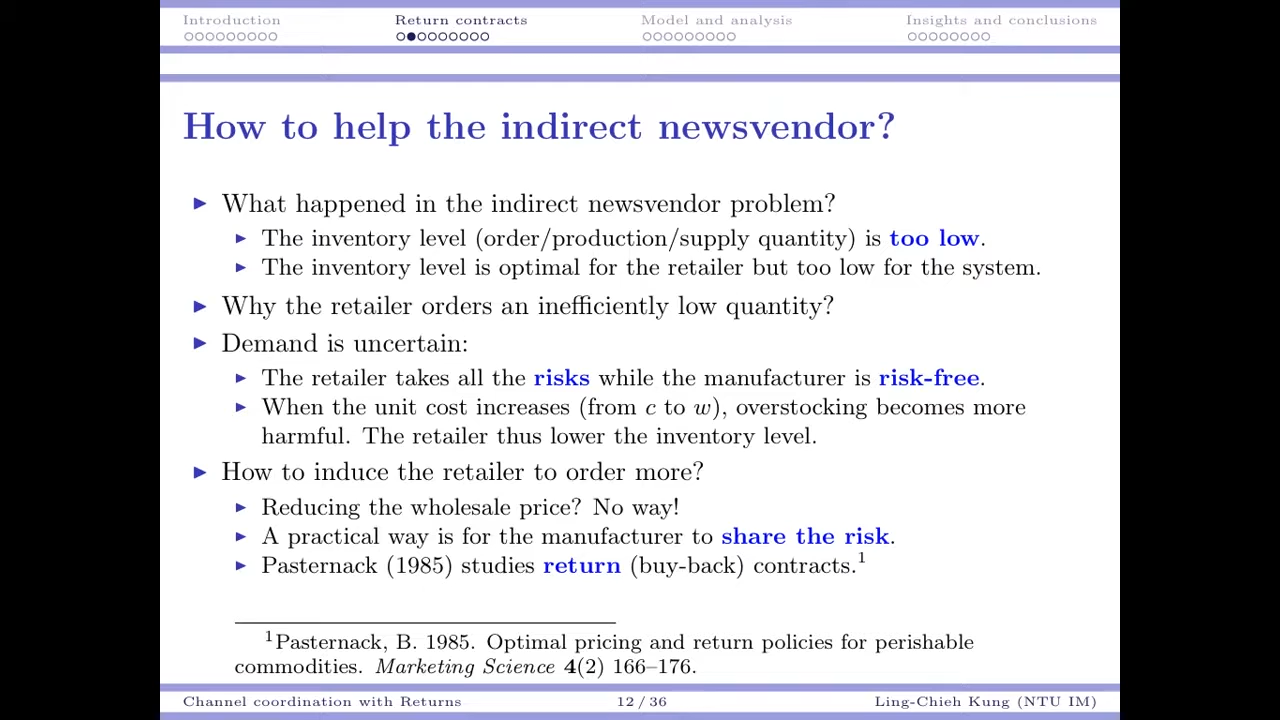 Introduction Return contracts Model and analysis Insights and conclusions
How to help the indirect newsvendor?
▶ What happened in the indirect newsvendor problem?
▶ The inventory level (order/production/supply quantity) is too low.
▶ The inventory level is optimal for the retailer but too low for the system.
▶ Why the retailer orders an inefficiently low quantity?
▶ Demand is uncertain:
▶ The retailer takes all the risks while the manufacturer is risk-free.
▶ When the unit cost increases (from c to w), overstocking becomes more
harmful. The retailer thus lower the inventory level.
▶ How to induce the retailer to order more?
▶ Reducing the wholesale price? No way!
▶ A practical way is for the manufacturer to share the risk.
▶ Pasternack (1985) studies return (buy-back) contracts.¹
¹Pasternack, B. 1985. Optimal pricing and return policies for perishable
commodities. Marketing Science 4(2) 166–176.
Channel coordination with Returns 12 / 36 Ling-Chieh Kung (NTU IM)